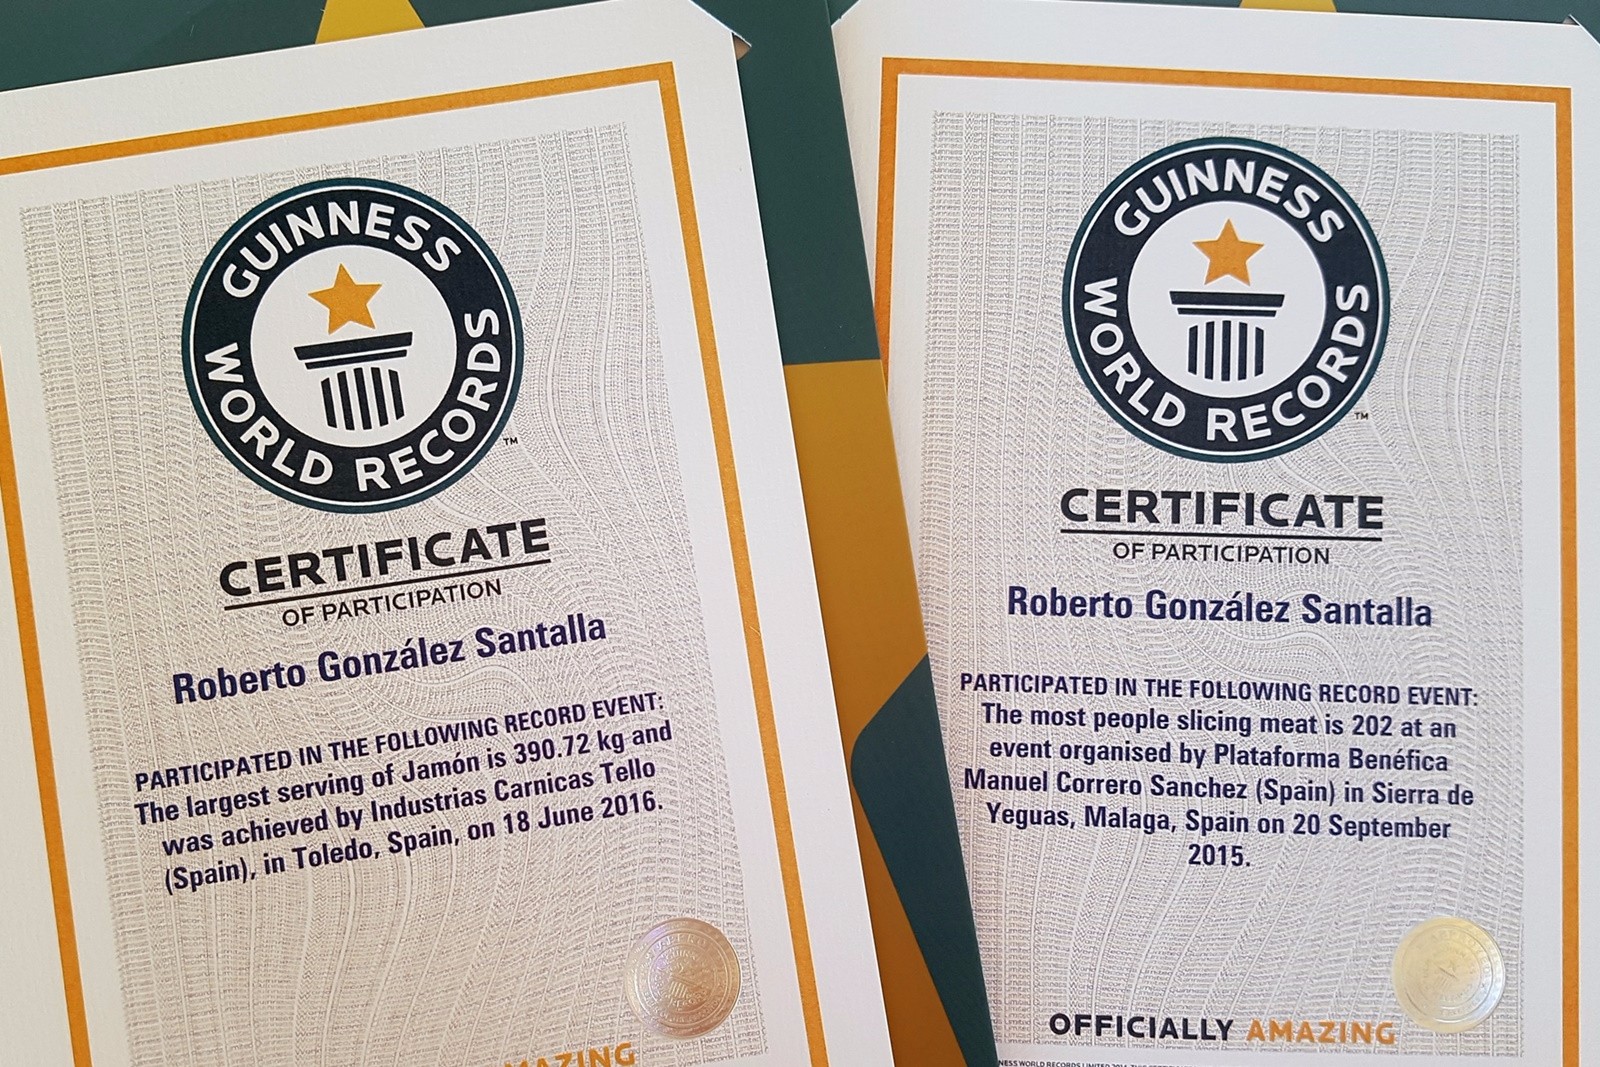 GUINNESS
WORLD RECORDS
TM
CERTIFICATE
OF PARTICIPATION
Roberto González Santalla
PARTICIPATED IN THE FOLLOWING RECORD EVENT:
The largest serving of Jamón is 390.72 kg and
was achieved by Industrias Carnicas Tello
(Spain), in Toledo, Spain, on 18 June 2016.
GUINNESS
WORLD RECORDS
TM
CERTIFICATE
OF PARTICIPATION
Roberto González Santalla
PARTICIPATED IN THE FOLLOWING RECORD EVENT:
The most people slicing meat is 202 at an
event organised by Plataforma Benéfica
Manuel Correro Sanchez (Spain) in Sierra de
Yeguas, Malaga, Spain on 20 September
2015.
OFFICIALLY AMAZING